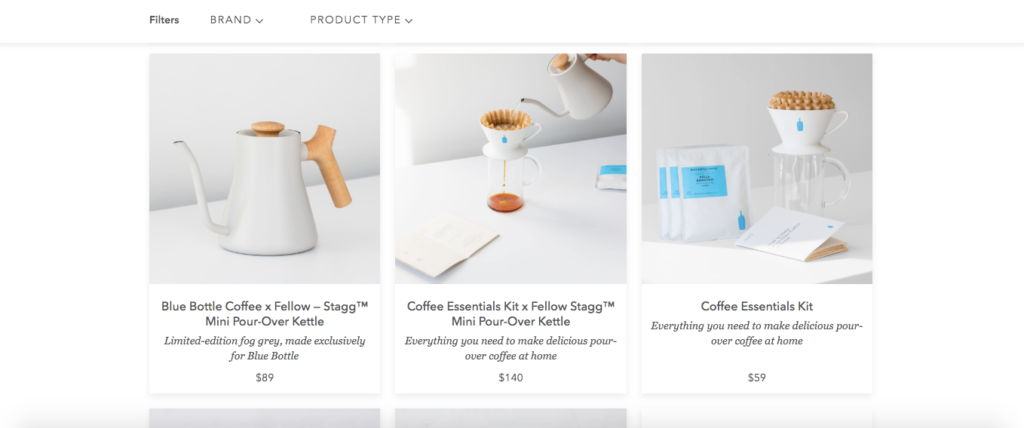 Filters
BRAND
PRODUCT TYPE
Blue Bottle Coffee x Fellow – Stagg™
Mini Pour-Over Kettle
Limited-edition fog grey, made exclusively
for Blue Bottle
$89
Coffee Essentials Kit x Fellow Stagg™
Mini Pour-Over Kettle
Everything you need to make delicious pour-
over coffee at home
$140
Coffee Essentials Kit
Everything you need to make delicious pour-
over coffee at home
$59